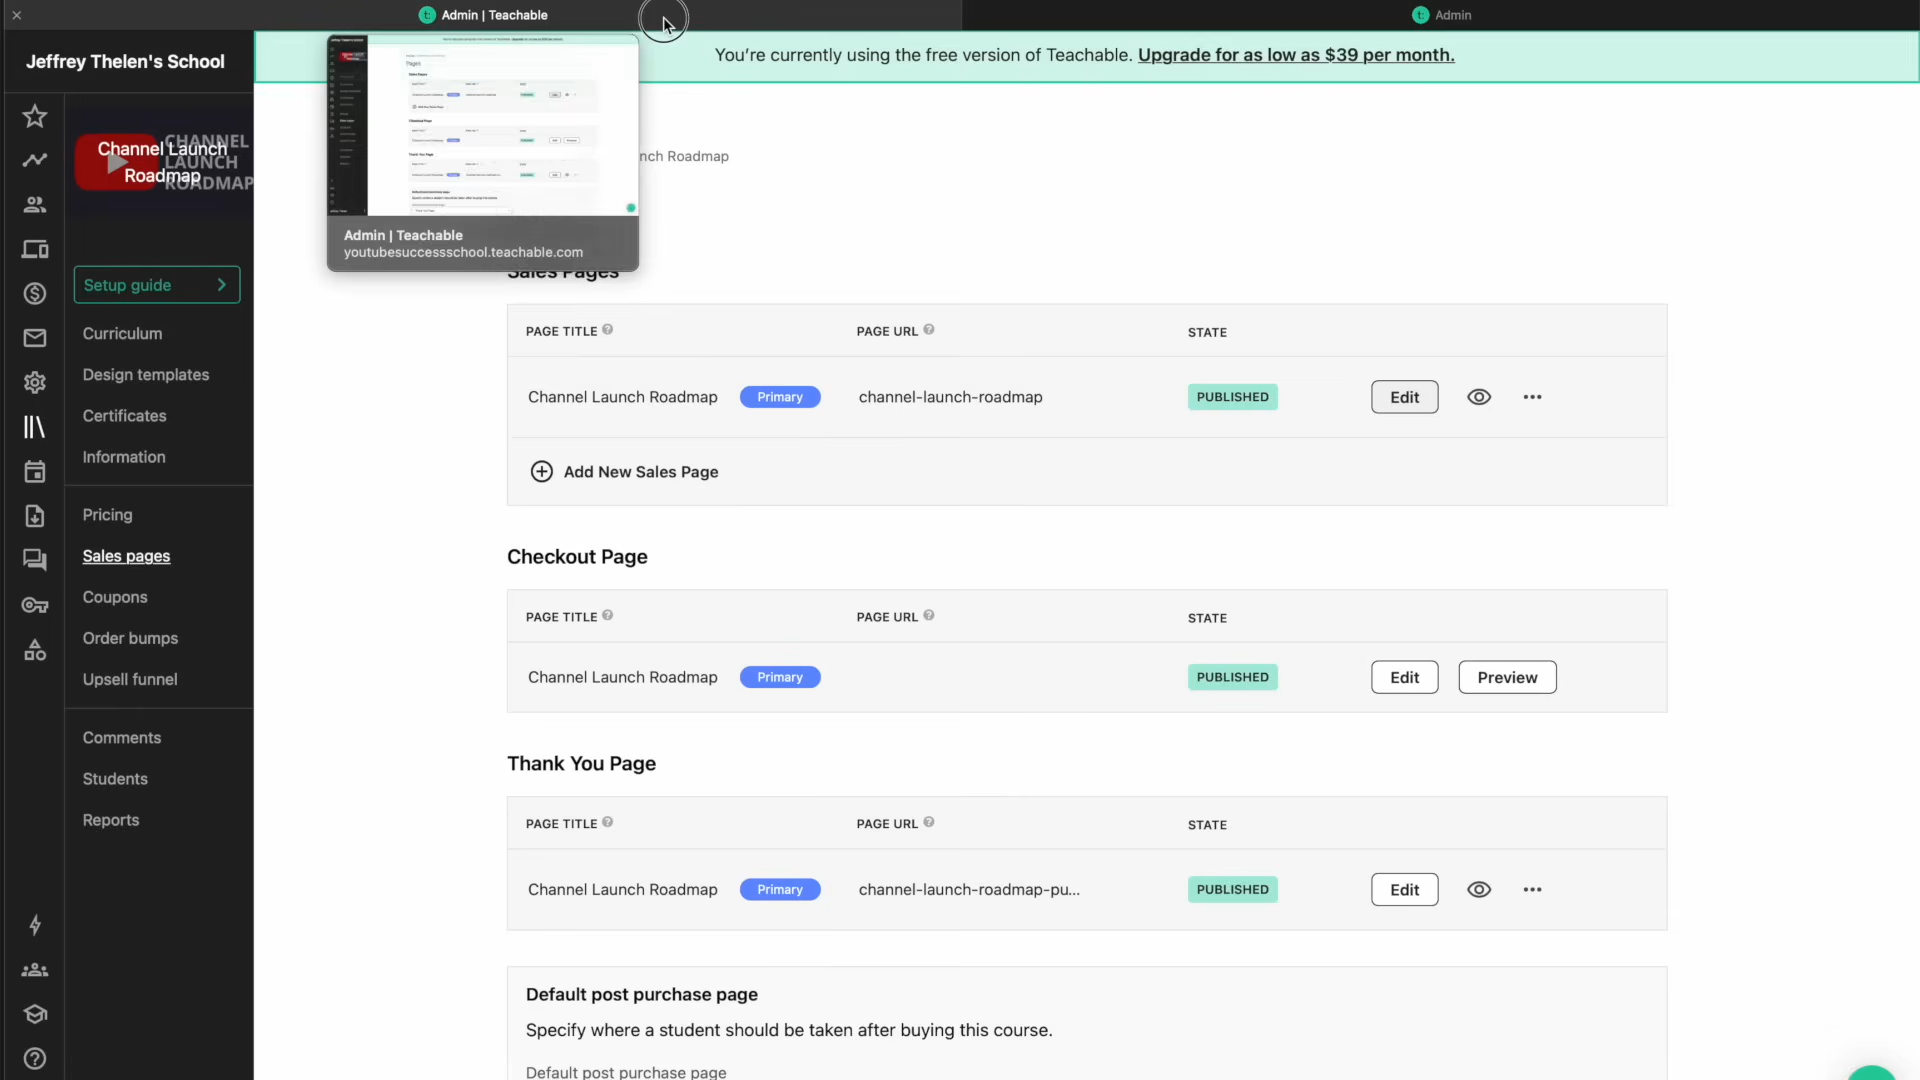 Admin | Teachable
Admin
Jeffrey Thelen's School
You're currently using the free version of Teachable. Upgrade for as low as $39 per month.
CHANNEL
LAUNCH
ROADMAP
Channel Launch
Roadmap
nch Roadmap
Pages
Admin | Teachable
youtubesuccessschool.teachable.com
Setup guide
Curriculum
Design templates
Certificates
Information
Pricing
Sales pages
Coupons
Order bumps
Upsell funnel
Comments
Students
Reports
Sales Pages
PAGE TITLE PAGE URL STATE
Channel Launch Roadmap Primary channel-launch-roadmap PUBLISHED Edit
Add New Sales Page
Checkout Page
PAGE TITLE PAGE URL STATE
Channel Launch Roadmap Primary PUBLISHED Edit Preview
Thank You Page
PAGE TITLE PAGE URL STATE
Channel Launch Roadmap Primary channel-launch-roadmap-pu... PUBLISHED Edit
Default post purchase page
Specify where a student should be taken after buying this course.
Default post purchase page